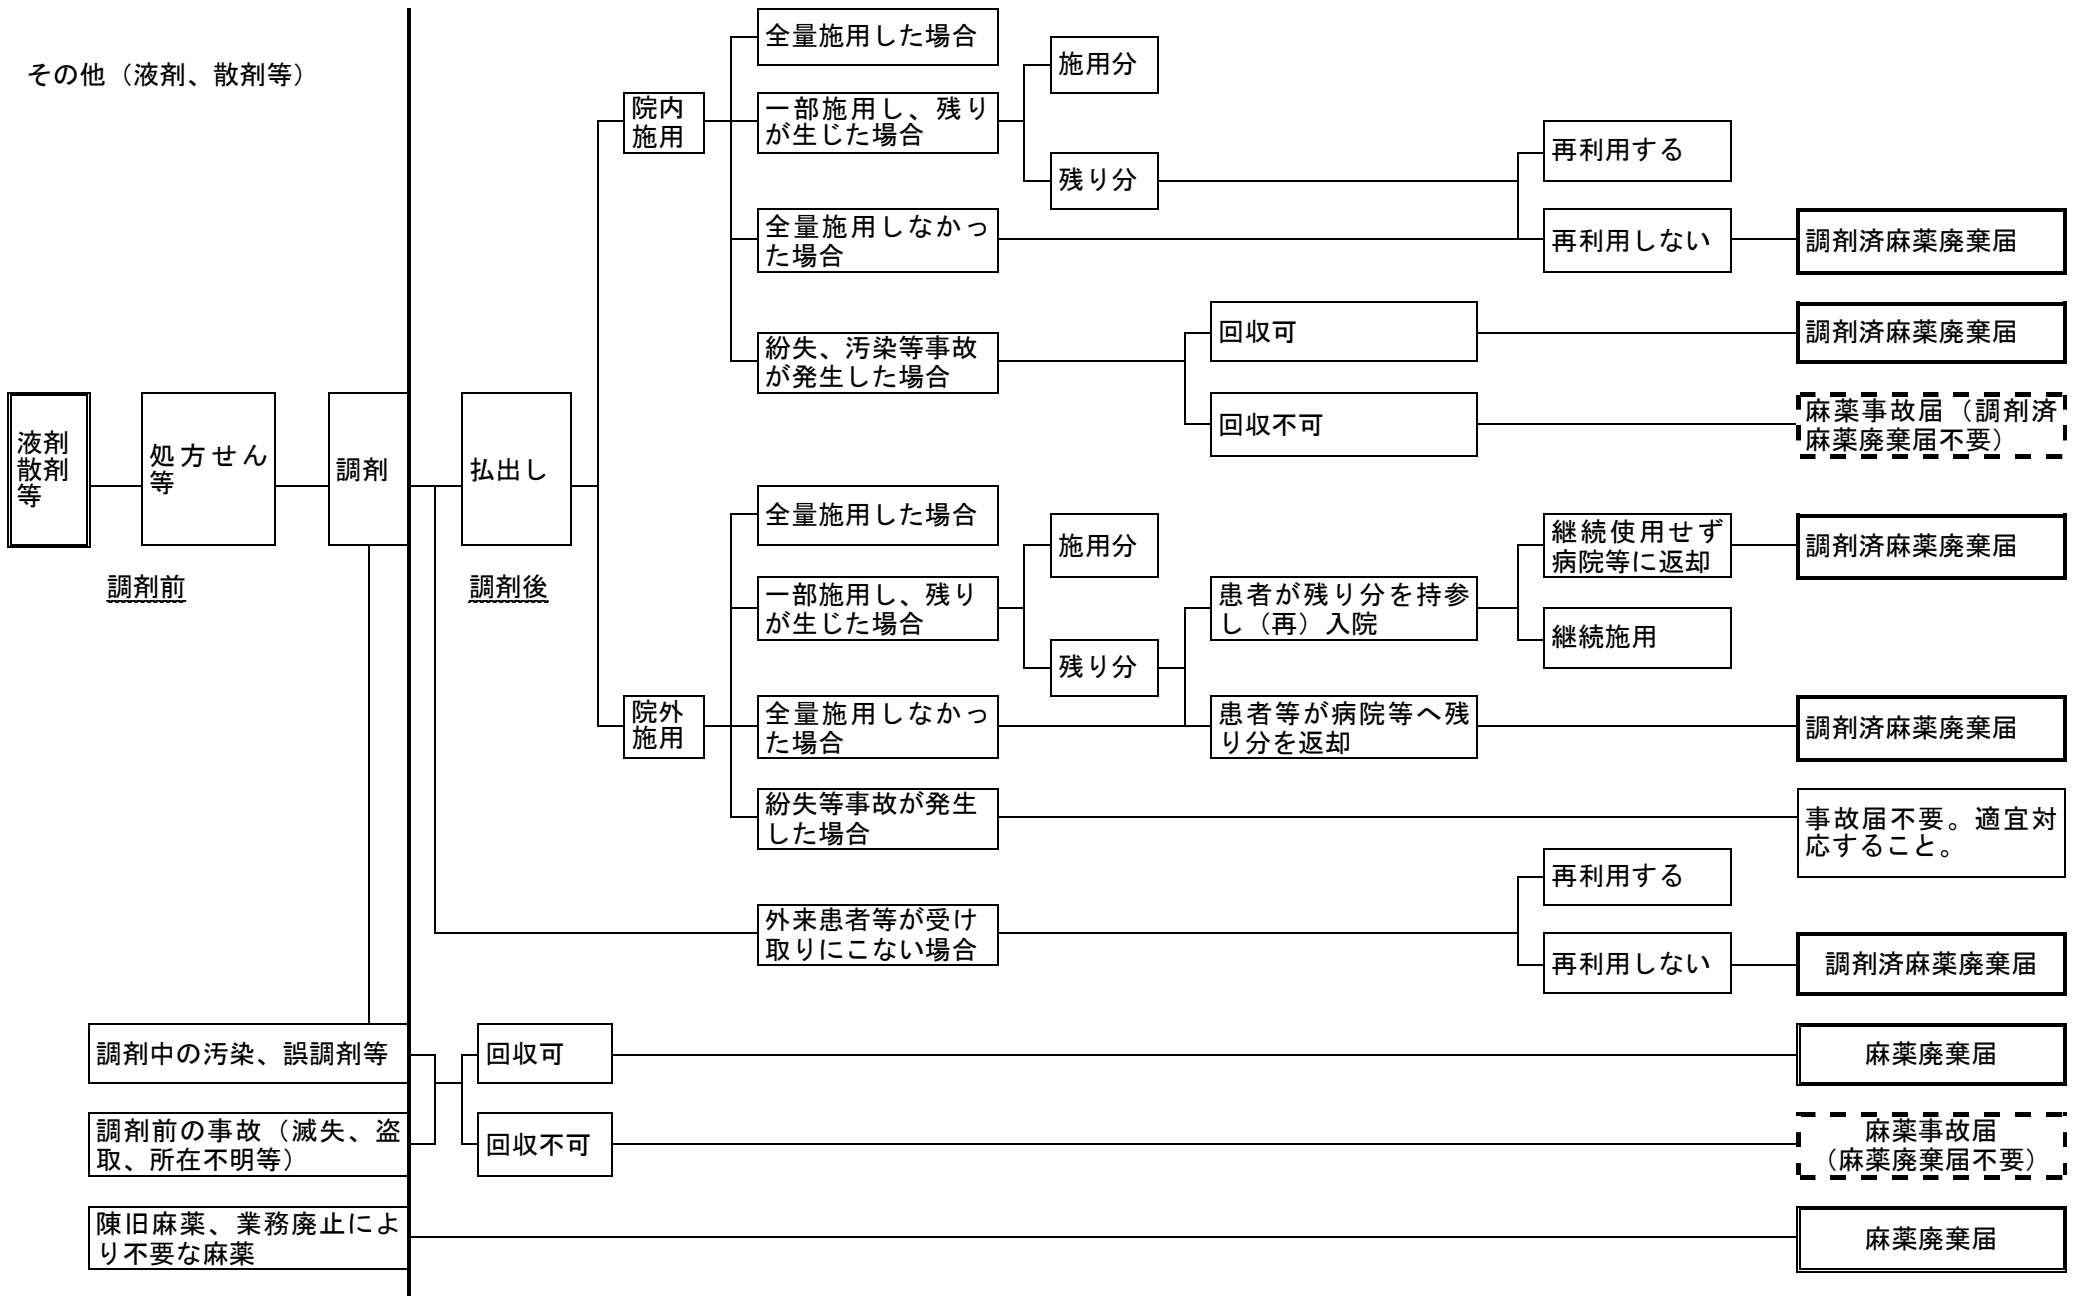 その他（液剤、散剤等）
全量施用した場合
施用分
院内
施用
一部施用し、残り
が生じた場合
再利用する
残り分
全量施用しなかっ
た場合
再利用しない
調剤済麻薬廃棄届
回収可
調剤済麻薬廃棄届
紛失、汚染等事故
が発生した場合
回収不可
麻薬事故届（調剤済
麻薬廃棄届不要）
液剤
散剤
等
処方せん
等
調剤
払出し
調剤前
調剤後
全量施用した場合
施用分
継続使用せず
病院等に返却
調剤済麻薬廃棄届
一部施用し、残り
が生じた場合
患者が残り分を持参
し（再）入院
継続施用
残り分
院外
施用
全量施用しなかっ
た場合
患者等が病院等へ残
り分を返却
調剤済麻薬廃棄届
紛失等事故が発生
した場合
事故届不要。適宜対
応すること。
再利用する
外来患者等が受け
取りにこない場合
再利用しない
調剤済麻薬廃棄届
調剤中の汚染、誤調剤等
回収可
麻薬廃棄届
調剤前の事故（滅失、盗
取、所在不明等）
回収不可
麻薬事故届
（麻薬廃棄届不要）
陳旧麻薬、業務廃止によ
り不要な麻薬
麻薬廃棄届